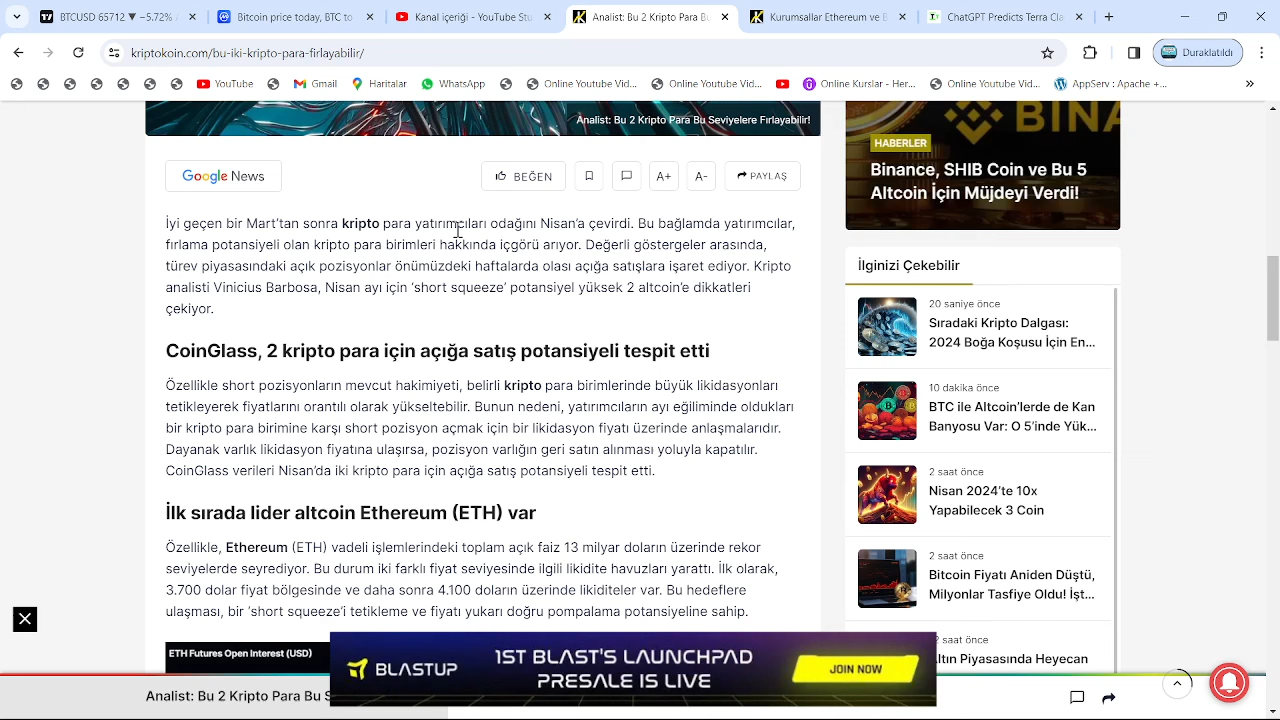 BTCUSD 65717 ▼ −5.72%
Bitcoin price today, BTC to
YouTube içeriği - YouTube Stu
Analist: Bu 2 Kripto Para Bu
Kurumsallar Ethereum ve B
ChatGPT Predicts Price Cla
kriptokoin.com/bu-iki-kripto-para-firlayabilir/
Duraklatıldı
YouTube
Gmail
Haritalar
WhatsApp
Online Youtube Vid...
Online Youtube Vid...
Online Kurslar - Her...
AppServ : Apache +...
Analist: Bu 2 Kripto Para Bu Seviyelere Fırlayabilir!
Google News
BEĞEN
A+
A-
PAYLAŞ
İyi geçen bir Mart’tan sonra kripto para yatırımcıları odağını Nisan’a çevirdi. Bu bağlamda yatırımcılar,
fırlama potansiyeli olan kripto para birimleri hakkında içgörü arıyor. Değerli göstergeler arasında,
türev piyasasındaki açık pozisyonlar önümüzdeki haftalarda olası açığa satışlara işaret ediyor. Kripto
analisti Vinicius Barbosa, Nisan ayı için ‘short squeeze’ potansiyel yüksek 2 altcoin’e dikkatleri
çekiyor.
CoinGlass, 2 kripto para için açığa satış potansiyeli tespit etti
Özellikle short pozisyonların mevcut hakimiyeti, belirli kripto para birimlerinde büyük likidasyonları
tetikleyerek fiyatlarını orantılı olarak yükseltebilir. Bunun nedeni, yatırımcıların ayı eğiliminde oldukları
bir kripto para birimine karşı short pozisyon açmak için bir likidasyon fiyatı üzerinde anlaşmalarıdır.
Dayanak varlık likidasyon fiyatına ulaşırsa, pozisyon varlığın geri satın alınması yoluyla kapatılır.
CoinGlass verileri Nisan’da iki kripto para için açığa satış potansiyeli tespit etti.
İlk sırada lider altcoin Ethereum (ETH) var
Özellikle, Ethereum (ETH) vadeli işlemlerindeki toplam açık faiz 13 milyar doların üzerinde rekor
seyrediyor. Bu durum iki farklı fiyat seviyesinde ilgili likidite havuzları yarattı. İlk olarak,
dolar fiyat bölgesinde ve daha sonra 4.100 doların üzerinde likiditeler var. Bu hedeflere
bir ‘short squeeze’ tetikleme ve fiyatı yukarı doğru pompalama potansiyeline sahip.
ETH Futures Open Interest (USD)
Analist: Bu 2 Kripto Para Bu S
BLASTUP
1ST BLAST'S LAUNCHPAD
PRESALE IS LIVE
JOIN NOW
BINA
HABERLER
Binance, SHIB Coin ve Bu 5
Altcoin İçin Müjdeyi Verdi!
İlginizi Çekebilir
20 saniye önce
Sıradaki Kripto Dalgası:
2024 Boğa Koşusu İçin En...
10 dakika önce
BTC ile Altcoin’lerde de Kan
Banyosu Var: O 5’inde Yük...
2 saat önce
Nisan 2024’te 10x
Yapabilecek 3 Coin
2 saat önce
Bitcoin Fiyatı Aniden Düştü,
Milyonlar Tasfiye Oldu! İşt...
saat önce
Altın Piyasasında Heyecan